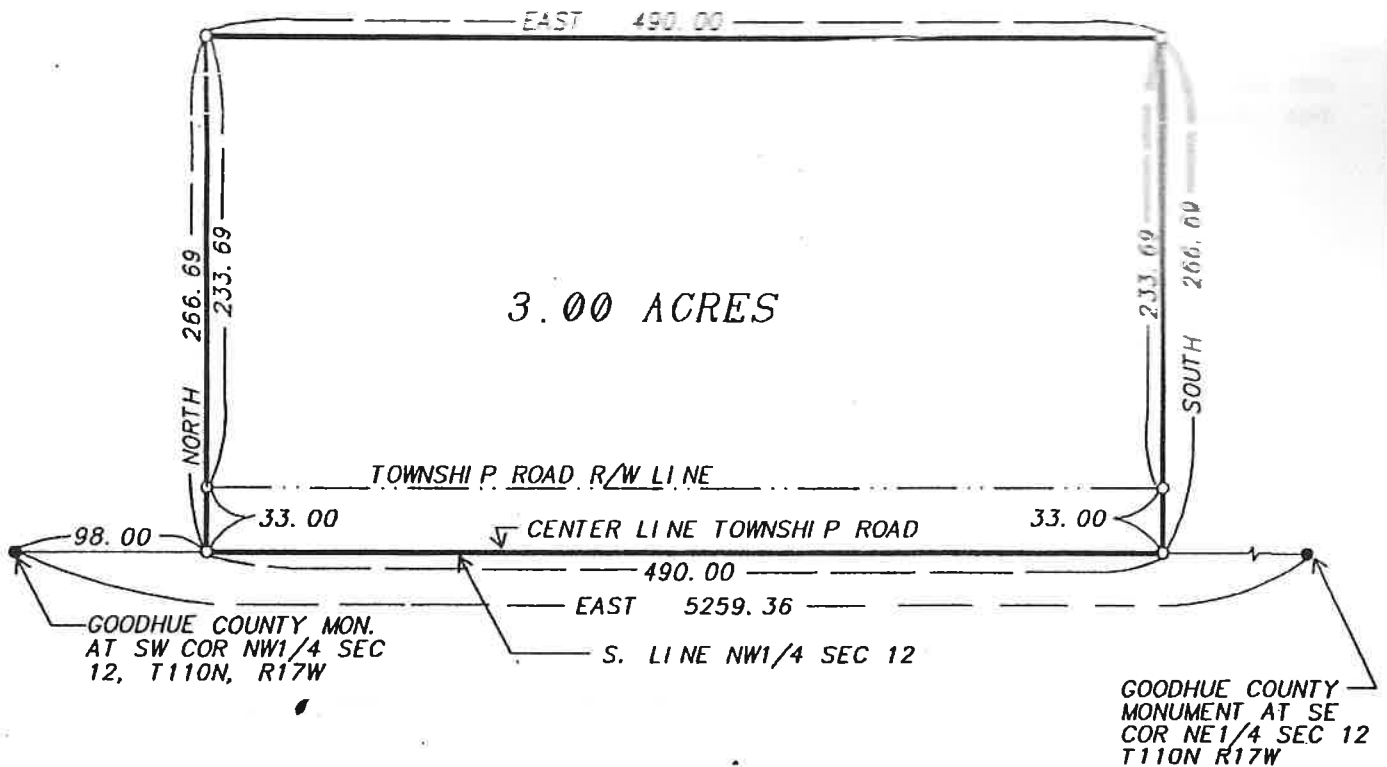 EAST 490.00
NORTH 266.69
233.69
233.69
SOUTH 266.69
3.00 ACRES
TOWNSHIP ROAD R/W LINE
33.00
33.00
98.00
CENTER LINE TOWNSHIP ROAD
490.00
EAST 5259.36
GOODHUE COUNTY MON.
AT SW COR NW1/4 SEC
12, T110N, R17W
S. LINE NW1/4 SEC 12
GOODHUE COUNTY
MONUMENT AT SE
COR NE1/4 SEC 12
T110N R17W